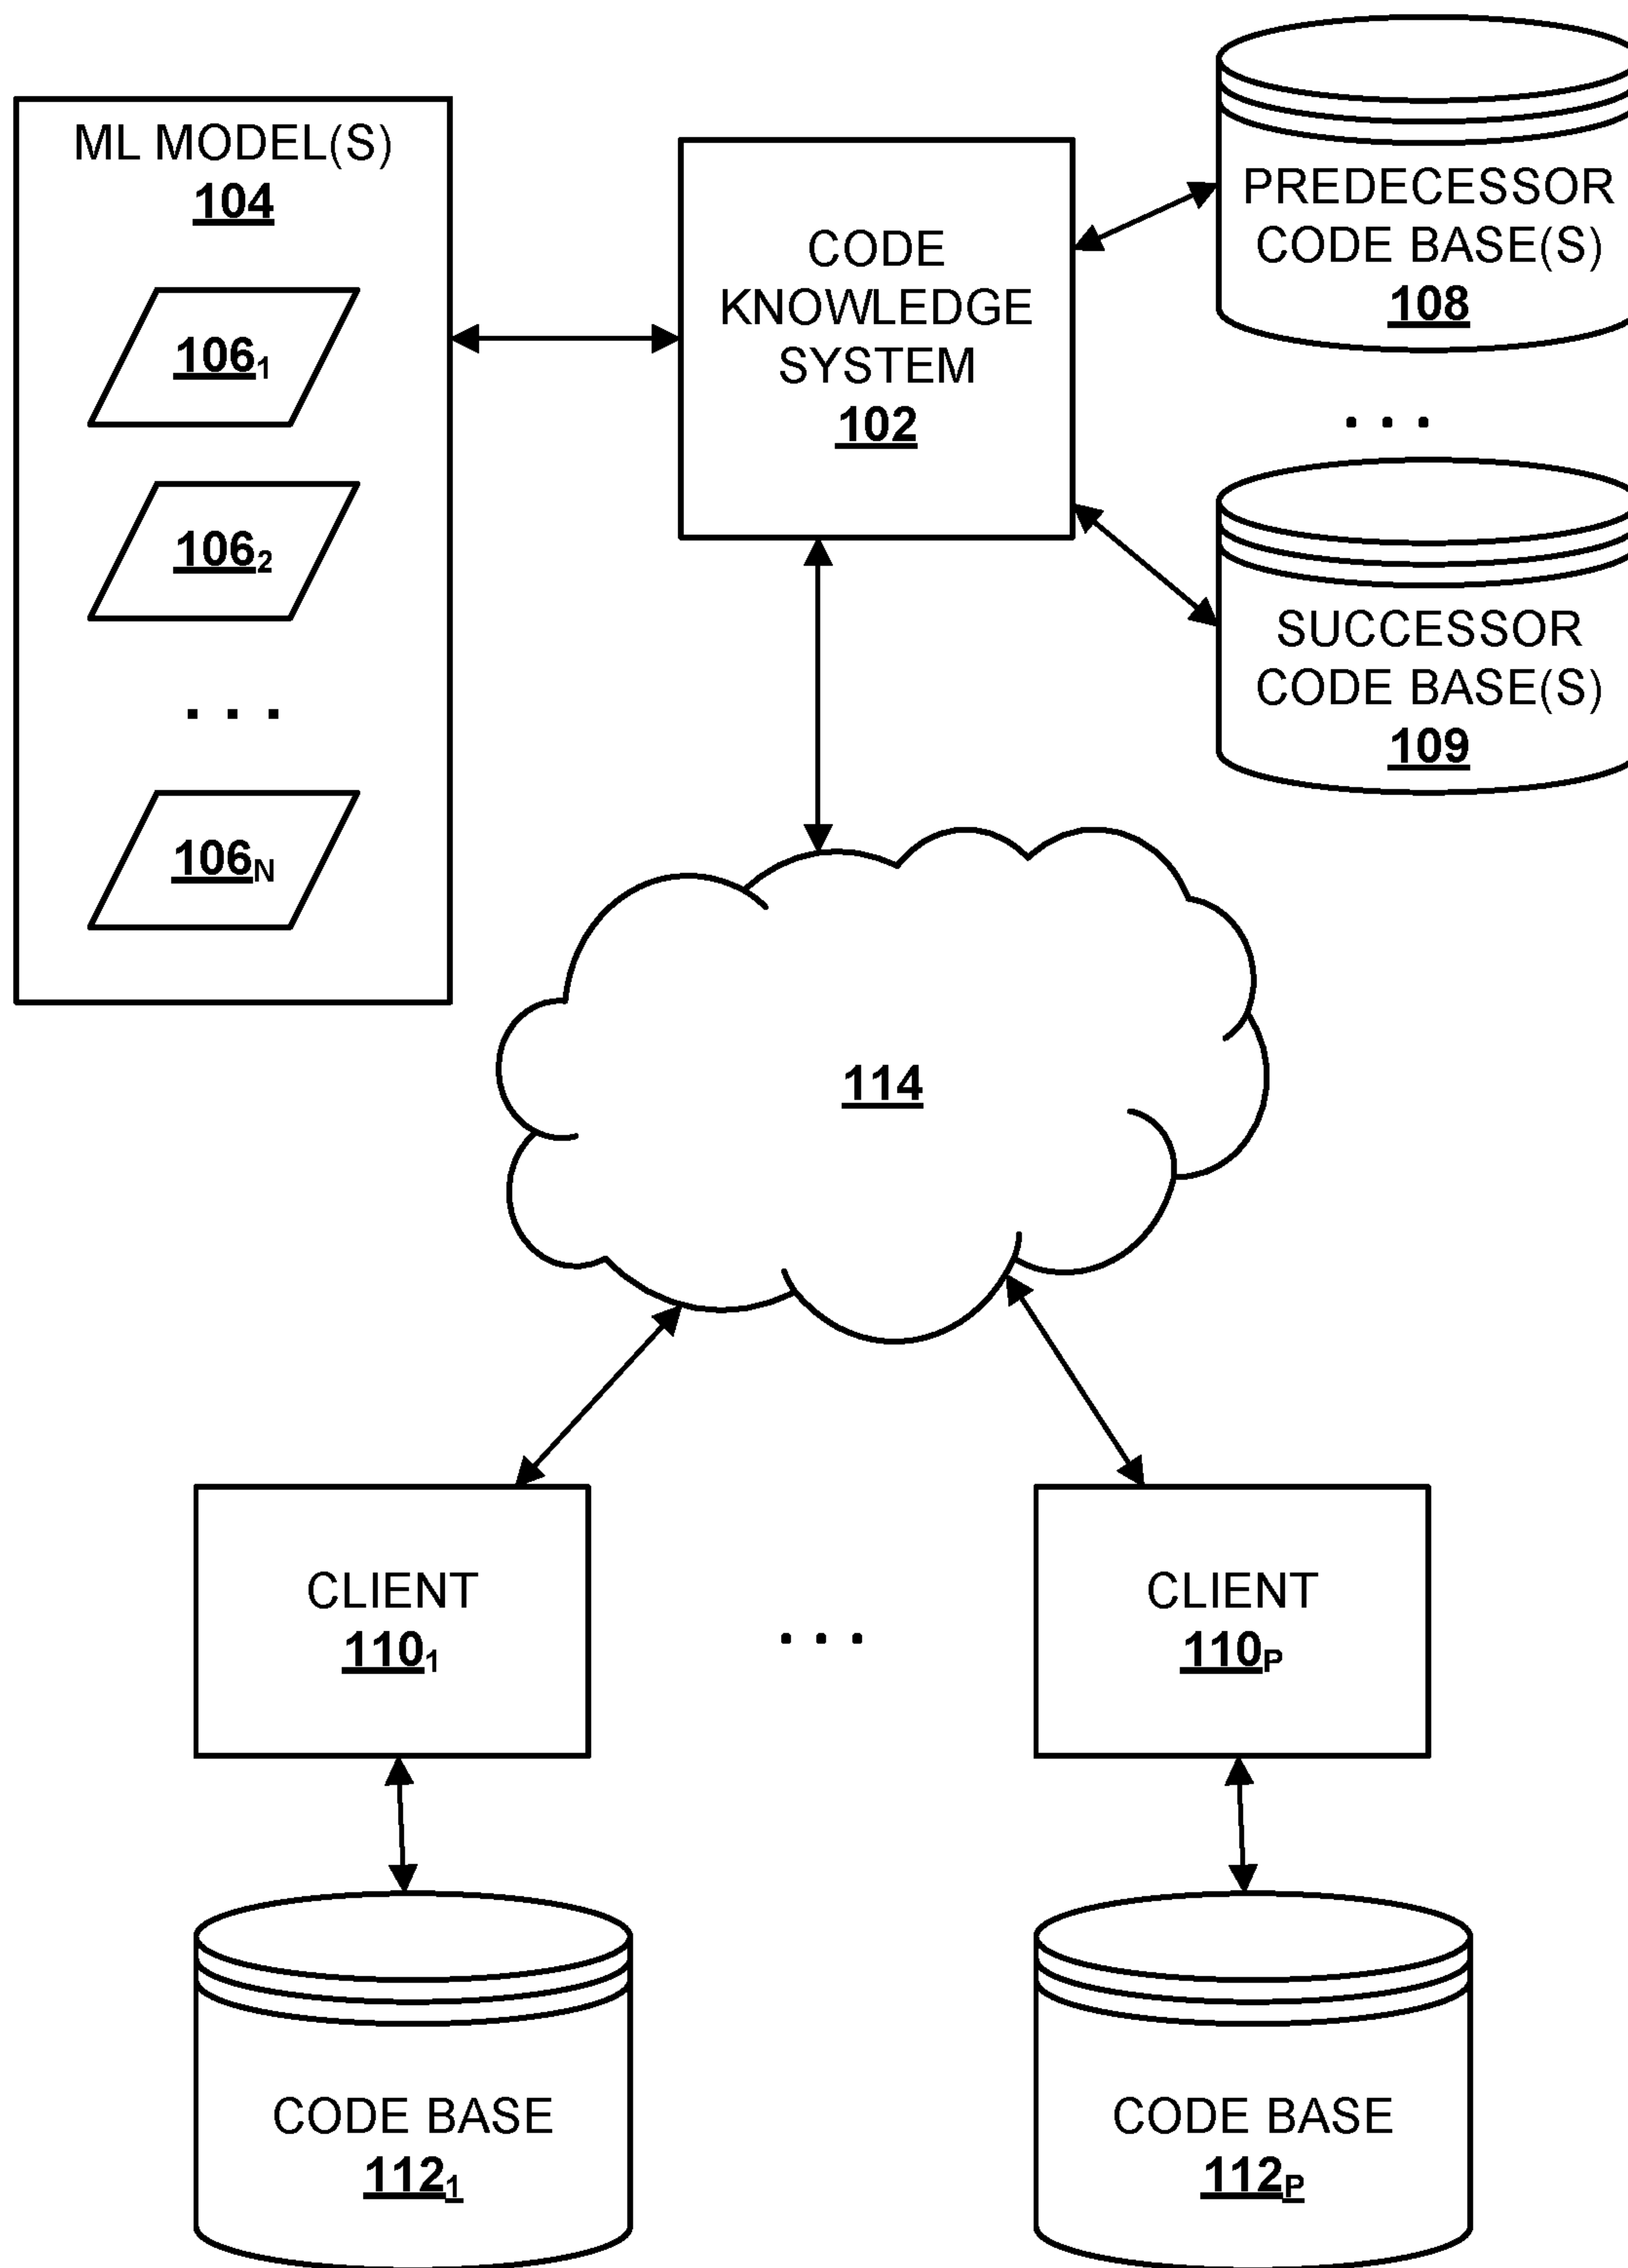 ML MODEL(S)
104
106₁
106₂
. . .
106N
CODE
KNOWLEDGE
SYSTEM
102
PREDECESSOR
CODE BASE(S)
108
. . .
SUCCESSOR
CODE BASE(S)
109
114
CLIENT
110₁
. . .
CLIENT
110P
CODE BASE
112₁
CODE BASE
112P